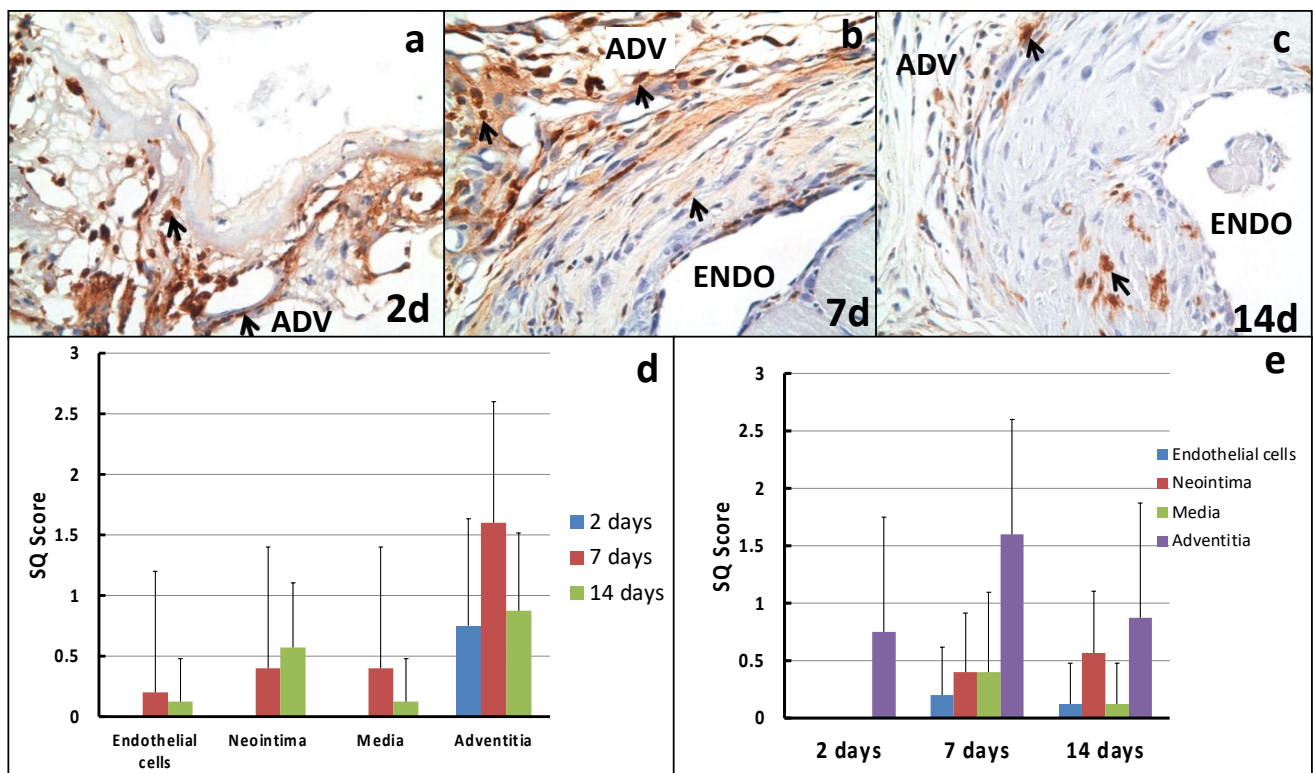 a
ADV
2d
ADV
b
ENDO
7d
c
ADV
ENDO
14d
d
3
2.5
2
1.5
1
0.5
0
SQ Score
Endothelial
cells
Neointima
Media
Adventitia
2 days
7 days
14 days
e
3
2.5
2
1.5
1
0.5
0
SQ Score
2 days
7 days
14 days
Endothelial cells
Neointima
Media
Adventitia